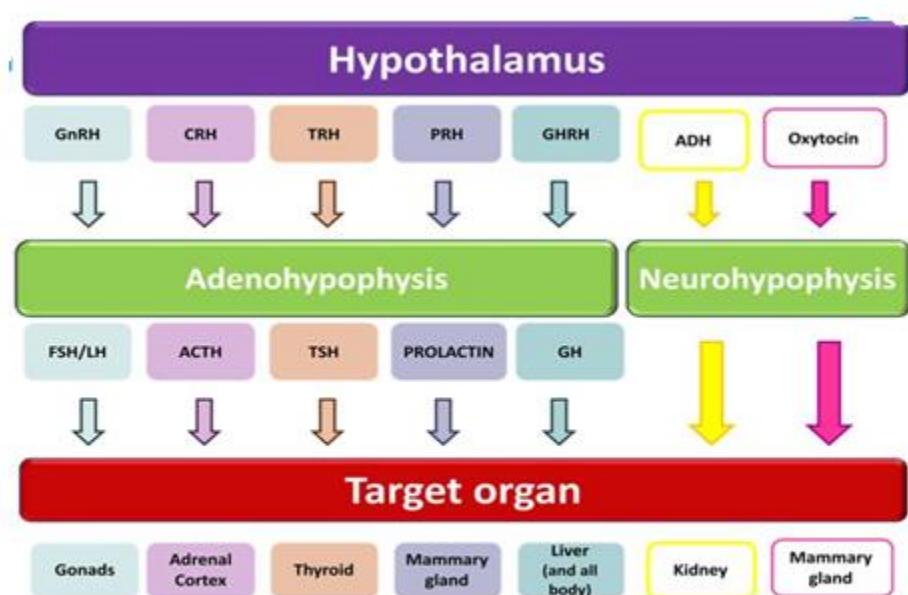 Hypothalamus
GnRH
CRH
TRH
PRH
GHRH
ADH
Oxytocin
Adenohypophysis
Neurohypophysis
FSH/LH
ACTH
TSH
PROLACTIN
GH
Target organ
Gonads
Adrenal
Cortex
Thyroid
Mammary
gland
Liver
(and all
body)
Kidney
Mammary
gland